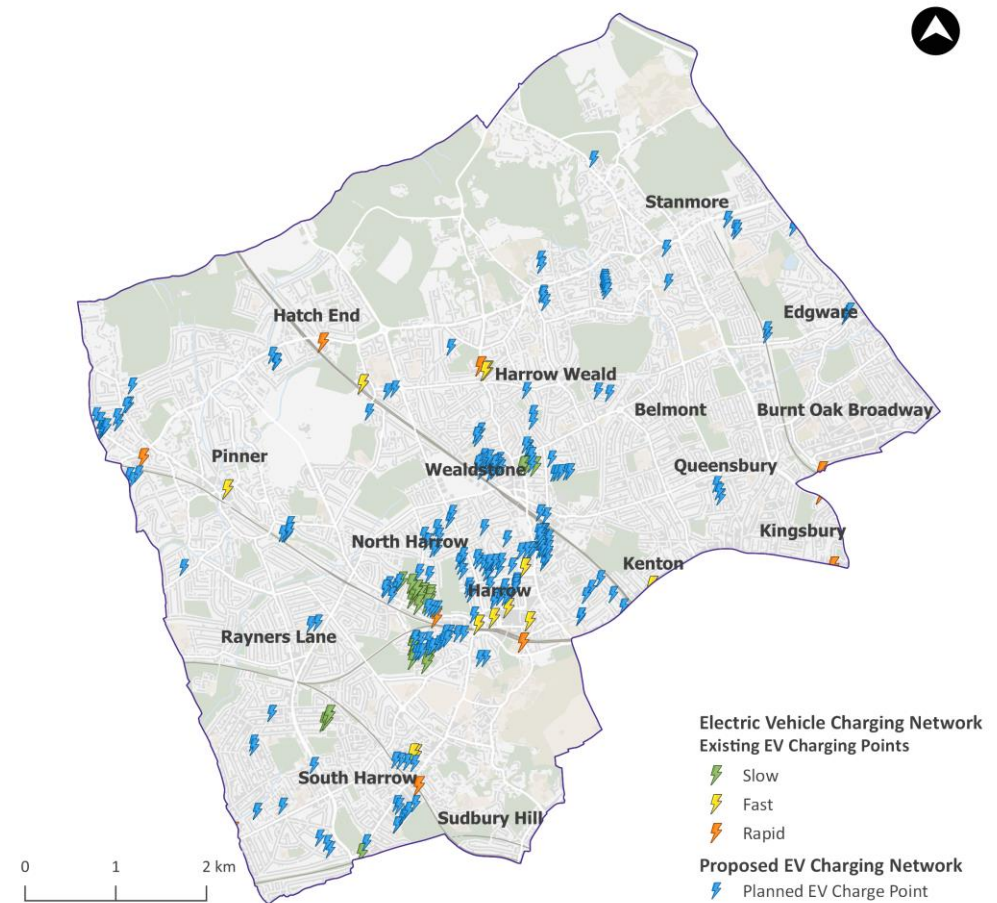 Stanmore
Edgware
Hatch End
Harrow Weald
Belmont
Burnt Oak Broadway
Pinner
Wealdstone
Queensbury
North Harrow
Kingsbury
Kenton
Harrow
Rayners Lane
South Harrow
Sudbury Hill
Electric Vehicle Charging Network
Existing EV Charging Points
Slow
Fast
Rapid
Proposed EV Charging Network
Planned EV Charge Point
0 1 2 km